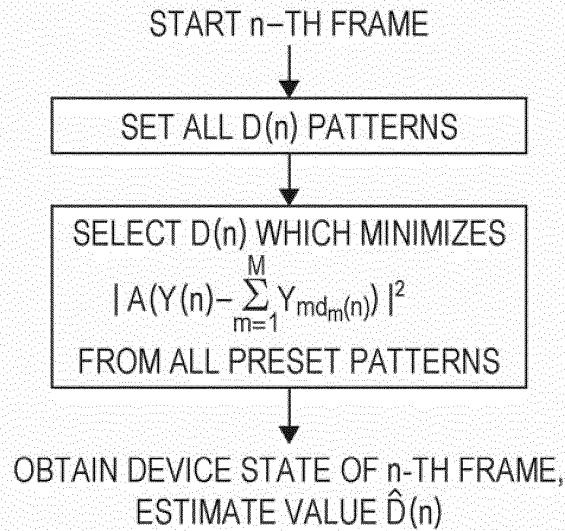 START n-TH FRAME
SET ALL D(n) PATTERNS
SELECT D(n) WHICH MINIMIZES
| A(Y(n)-∑_{m=1}^{M} Y_{md_m(n)}) |²
FROM ALL PRESET PATTERNS
OBTAIN DEVICE STATE OF n-TH FRAME,
ESTIMATE VALUE D̂(n)